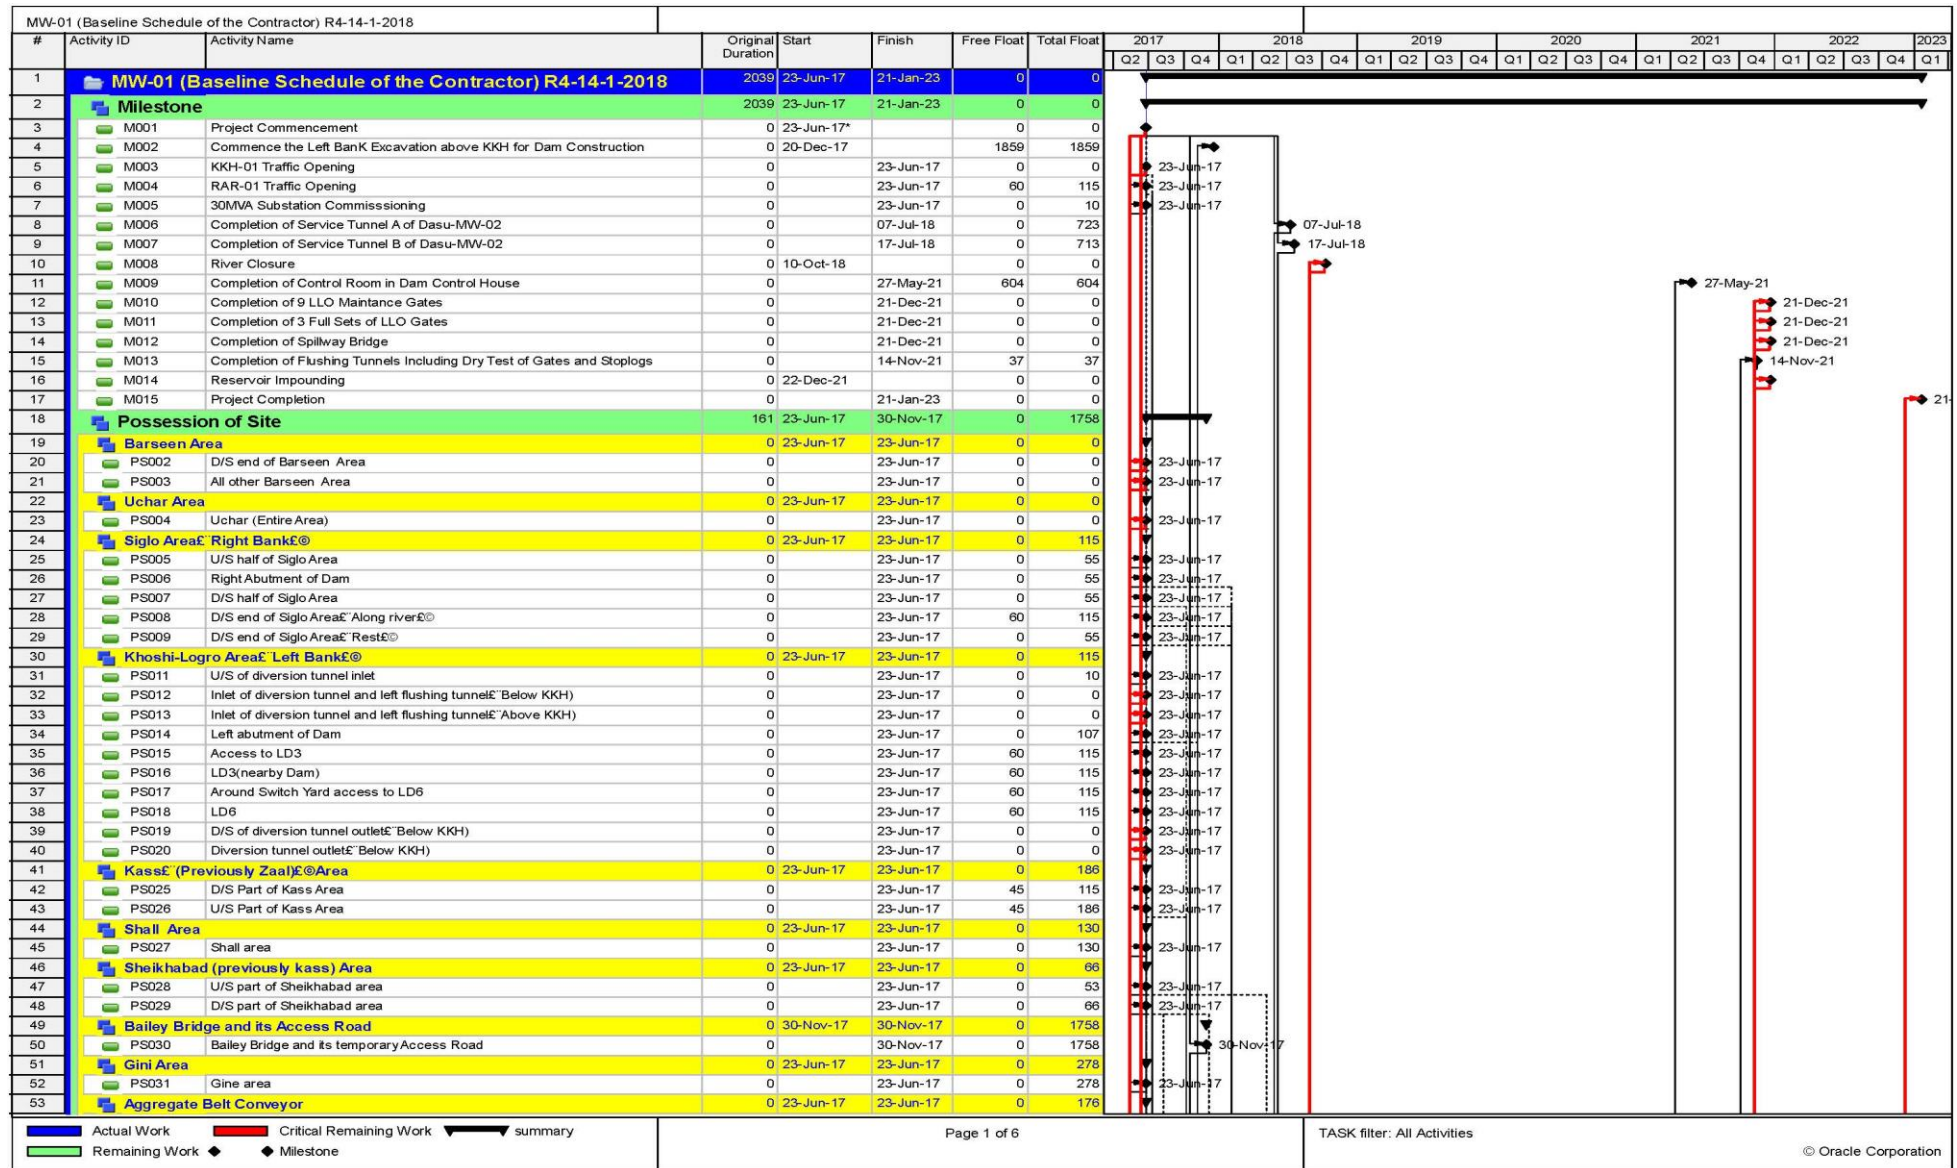 MW-01 (Baseline Schedule of the Contractor) R4-14-1-2018
# Activity ID Activity Name Original Duration Start Finish Free Float Total Float 2017 2018 2019 2020 2021 2022 2023
Q2 Q3 Q4 Q1 Q2 Q3 Q4 Q1 Q2 Q3 Q4 Q1 Q2 Q3 Q4 Q1 Q2 Q3 Q4 Q1 Q2 Q3 Q4 Q1
1 MW-01 (Baseline Schedule of the Contractor) R4-14-1-2018 2039 23-Jun-17 21-Jan-23 0 0
2 Milestone 2039 23-Jun-17 21-Jan-23 0 0
3 M001 Project Commencement 0 23-Jun-17* 0 0
4 M002 Commence the Left BanK Excavation above KKH for Dam Construction 0 20-Dec-17 1859 1859
5 M003 KKH-01 Traffic Opening 0 23-Jun-17 0 0 23-Jun-17
6 M004 RAR-01 Traffic Opening 0 23-Jun-17 60 115 23-Jun-17
7 M005 30MVA Substation Commisssioning 0 23-Jun-17 0 10 23-Jun-17
8 M006 Completion of Service Tunnel A of Dasu-MW-02 0 07-Jul-18 0 723 07-Jul-18
9 M007 Completion of Service Tunnel B of Dasu-MW-02 0 17-Jul-18 0 713 17-Jul-18
10 M008 River Closure 0 10-Oct-18 0 0
11 M009 Completion of Control Room in Dam Control House 0 27-May-21 604 604 27-May-21
12 M010 Completion of 9 LLO Maintance Gates 0 21-Dec-21 0 0 21-Dec-21
13 M011 Completion of 3 Full Sets of LLO Gates 0 21-Dec-21 0 0 21-Dec-21
14 M012 Completion of Spillway Bridge 0 21-Dec-21 0 0 21-Dec-21
15 M013 Completion of Flushing Tunnels Including Dry Test of Gates and Stoplogs 0 14-Nov-21 37 37 14-Nov-21
16 M014 Reservoir Impounding 0 22-Dec-21 0 0
17 M015 Project Completion 0 21-Jan-23 0 0 21-
18 Possession of Site 161 23-Jun-17 30-Nov-17 0 1758
19 Barseen Area 0 23-Jun-17 23-Jun-17 0 0
20 PS002 D/S end of Barseen Area 0 23-Jun-17 0 0 23-Jun-17
21 PS003 All other Barseen Area 0 23-Jun-17 0 0 23-Jun-17
22 Uchar Area 0 23-Jun-17 23-Jun-17 0 0
23 PS004 Uchar (Entire Area) 0 23-Jun-17 0 0 23-Jun-17
24 Siglo Area£¨Right Bank£© 0 23-Jun-17 23-Jun-17 0 115
25 PS005 U/S half of Siglo Area 0 23-Jun-17 0 55 23-Jun-17
26 PS006 Right Abutment of Dam 0 23-Jun-17 0 55 23-Jun-17
27 PS007 D/S half of Siglo Area 0 23-Jun-17 0 55 23-Jun-17
28 PS008 D/S end of Siglo Area£¨Along river£© 0 23-Jun-17 60 115 23-Jun-17
29 PS009 D/S end of Siglo Area£¨Rest£© 0 23-Jun-17 0 55 23-Jun-17
30 Khoshi-Logro Area£¨Left Bank£© 0 23-Jun-17 23-Jun-17 0 115
31 PS011 U/S of diversion tunnel inlet 0 23-Jun-17 0 10 23-Jun-17
32 PS012 Inlet of diversion tunnel and left flushing tunnel£¨Below KKH) 0 23-Jun-17 0 0 23-Jun-17
33 PS013 Inlet of diversion tunnel and left flushing tunnel£¨Above KKH) 0 23-Jun-17 0 0 23-Jun-17
34 PS014 Left abutment of Dam 0 23-Jun-17 0 107 23-Jun-17
35 PS015 Access to LD3 0 23-Jun-17 60 115 23-Jun-17
36 PS016 LD3(nearby Dam) 0 23-Jun-17 60 115 23-Jun-17
37 PS017 Around Switch Yard access to LD6 0 23-Jun-17 60 115 23-Jun-17
38 PS018 LD6 0 23-Jun-17 60 115 23-Jun-17
39 PS019 D/S of diversion tunnel outlet£¨Below KKH) 0 23-Jun-17 0 0 23-Jun-17
40 PS020 Diversion tunnel outlet£¨Below KKH) 0 23-Jun-17 0 0 23-Jun-17
41 Kass£¨(Previously Zaal)£©Area 0 23-Jun-17 23-Jun-17 0 186
42 PS025 D/S Part of Kass Area 0 23-Jun-17 45 115 23-Jun-17
43 PS026 U/S Part of Kass Area 0 23-Jun-17 45 186 23-Jun-17
44 Shall Area 0 23-Jun-17 23-Jun-17 0 130
45 PS027 Shall area 0 23-Jun-17 0 130 23-Jun-17
46 Sheikhabad (previously kass) Area 0 23-Jun-17 23-Jun-17 0 66
47 PS028 U/S part of Sheikhabad area 0 23-Jun-17 0 53 23-Jun-17
48 PS029 D/S part of Sheikhabad area 0 23-Jun-17 0 66 23-Jun-17
49 Bailey Bridge and its Access Road 0 30-Nov-17 30-Nov-17 0 1758
50 PS030 Bailey Bridge and its temporary Access Road 0 30-Nov-17 0 1758 30-Nov-17
51 Gini Area 0 23-Jun-17 23-Jun-17 0 278
52 PS031 Gine area 0 23-Jun-17 0 278 23-Jun-17
53 Aggregate Belt Conveyor 0 23-Jun-17 23-Jun-17 0 176
Actual Work Critical Remaining Work summary Page 1 of 6 TASK filter: All Activities
Remaining Work Milestone © Oracle Corporation